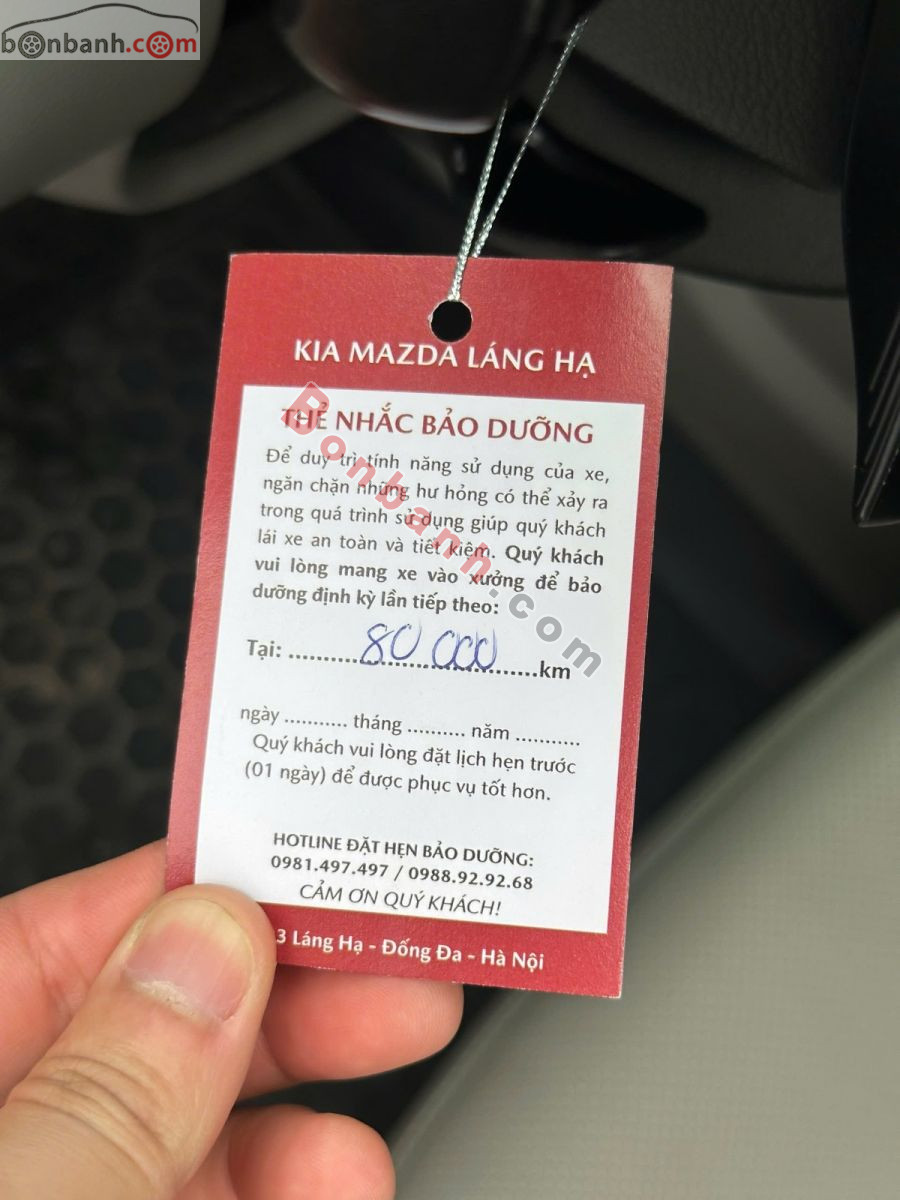 bonbanh.com
KIA MAZDA LÁNG HẠ
THẺ NHẮC BẢO DƯỠNG
Để duy trì tính năng sử dụng của xe,
ngăn chặn những hư hỏng có thể xảy ra
trong quá trình sử dụng giúp quý khách
lái xe an toàn và tiết kiệm. Quý khách
vui lòng mang xe vào xưởng để bảo
dưỡng định kỳ lần tiếp theo:
Tại: ............80 000............km
ngày ........... tháng .......... năm ...........
Quý khách vui lòng đặt lịch hẹn trước
(01 ngày) để được phục vụ tốt hơn.
HOTLINE ĐẶT HẸN BẢO DƯỠNG:
0981.497.497 / 0988.92.92.68
CẢM ƠN QUÝ KHÁCH!
3 Láng Hạ - Đống Đa - Hà Nội
Bonbanh.com